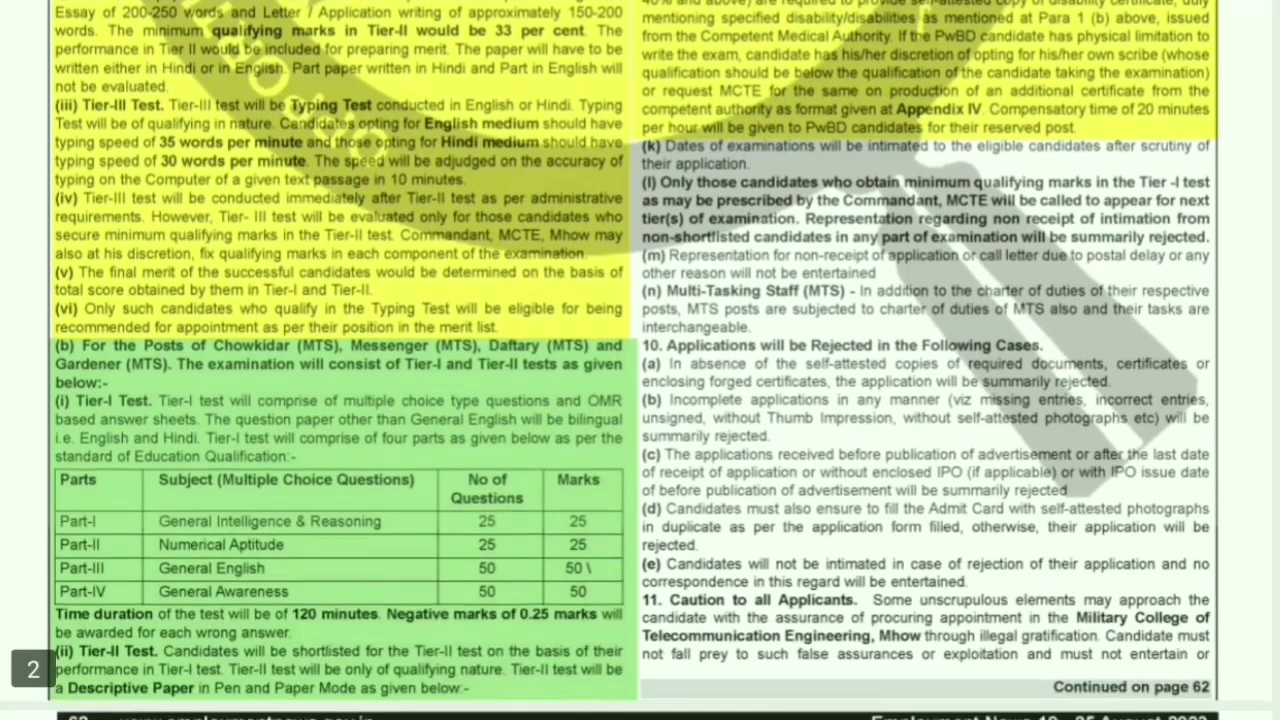 Essay of 200-250 words and Letter / Application writing of approximately 150-200
words. The minimum qualifying marks in Tier-II would be 33 per cent. The
performance in Tier II would be included for preparing merit. The paper will have to be
written either in Hindi or in English. Part paper written in Hindi and Part in English will
not be evaluated.
(iii) Tier-III Test. Tier-III test will be Typing Test conducted in English or Hindi. Typing
Test will be of qualifying in nature. Candidates opting for English medium should have
typing speed of 35 words per minute and those opting for Hindi medium should have
typing speed of 30 words per minute. The speed will be adjudged on the accuracy of
typing on the Computer of a given text passage in 10 minutes.
(iv) Tier-III test will be conducted immediately after Tier-II test as per administrative
requirements. However, Tier- III test will be evaluated only for those candidates who
secure minimum qualifying marks in the Tier-II test. Commandant, MCTE, Mhow may
also at his discretion, fix qualifying marks in each component of the examination.
(v) The final merit of the successful candidates would be determined on the basis of
total score obtained by them in Tier-I and Tier-II.
(vi) Only such candidates who qualify in the Typing Test will be eligible for being
recommended for appointment as per their position in the merit list.
(b) For the Posts of Chowkidar (MTS), Messenger (MTS), Daftary (MTS) and
Gardener (MTS). The examination will consist of Tier-I and Tier-II tests as given
below:-
(i) Tier-I Test. Tier-I test will comprise of multiple choice type questions and OMR
based answer sheets. The question paper other than General English will be bilingual
i.e. English and Hindi. Tier-I test will comprise of four parts as given below as per the
standard of Education Qualification:-
Parts Subject (Multiple Choice Questions) No of Questions Marks
Part-I General Intelligence & Reasoning 25 25
Part-II Numerical Aptitude 25 25
Part-III General English 50 50 \
Part-IV General Awareness 50 50
Time duration of the test will be of 120 minutes. Negative marks of 0.25 marks will
be awarded for each wrong answer.
(ii) Tier-II Test. Candidates will be shortlisted for the Tier-II test on the basis of their
performance in Tier-I test. Tier-II test will be only of qualifying nature. Tier-II test will be
a Descriptive Paper in Pen and Paper Mode as given below:-
2
40% and above) are required to provide self-attested copy of disability certificate, duly
mentioning specified disability/disabilities as mentioned at Para 1 (b) above, issued
from the Competent Medical Authority. If the PwBD candidate has physical limitation to
write the exam, candidate has his/her discretion of opting for his/her own scribe (whose
qualification should be below the qualification of the candidate taking the examination)
or request MCTE for the same on production of an additional certificate from the
competent authority as format given at Appendix IV. Compensatory time of 20 minutes
per hour will be given to PwBD candidates for their reserved post.
(k) Dates of examinations will be intimated to the eligible candidates after scrutiny of
their application.
(l) Only those candidates who obtain minimum qualifying marks in the Tier -I test
as may be prescribed by the Commandant, MCTE will be called to appear for next
tier(s) of examination. Representation regarding non receipt of intimation from
non-shortlisted candidates in any part of examination will be summarily rejected.
(m) Representation for non-receipt of application or call letter due to postal delay or any
other reason will not be entertained
(n) Multi-Tasking Staff (MTS) - In addition to the charter of duties of their respective
posts, MTS posts are subjected to charter of duties of MTS also and their tasks are
interchangeable.
10. Applications will be Rejected in the Following Cases.
(a) In absence of the self-attested copies of required documents, certificates or
enclosing forged certificates, the application will be summarily rejected.
(b) Incomplete applications in any manner (viz missing entries, incorrect entries,
unsigned, without Thumb Impression, without self-attested photographs etc) will be
summarily rejected.
(c) The applications received before publication of advertisement or after the last date
of receipt of application or without enclosed IPO (if applicable) or with IPO issue date
of before publication of advertisement will be summarily rejected
(d) Candidates must also ensure to fill the Admit Card with self-attested photographs
in duplicate as per the application form filled, otherwise, their application will be
rejected.
(e) Candidates will not be intimated in case of rejection of their application and no
correspondence in this regard will be entertained.
11. Caution to all Applicants. Some unscrupulous elements may approach the
candidate with the assurance of procuring appointment in the Military College of
Telecommunication Engineering, Mhow through illegal gratification. Candidate must
not fall prey to such false assurances or exploitation and must not entertain or
Continued on page 62